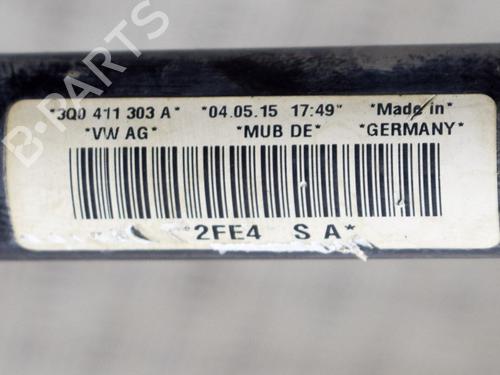 *3Q0 411 303 A* *04.05.15 17:49* *Made in*
*VW AG* *MUB DE* *GERMANY*
*2FE4 S A*
B-PARTS